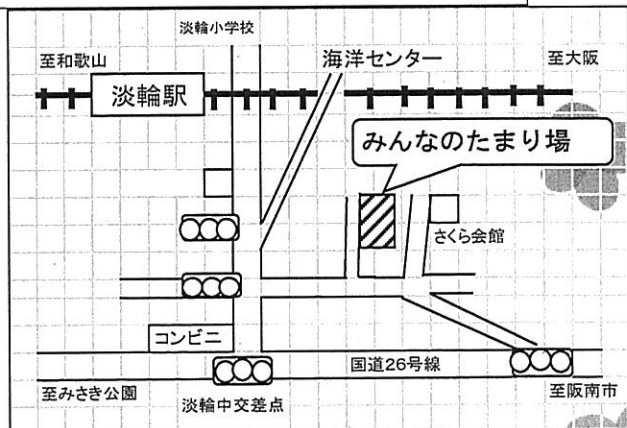 淡輪小学校
至和歌山
海洋センター
至大阪
淡輪駅
みんなのたまり場
さくら会館
コンビニ
国道26号線
至みさき公園
淡輪中交差点
至阪南市